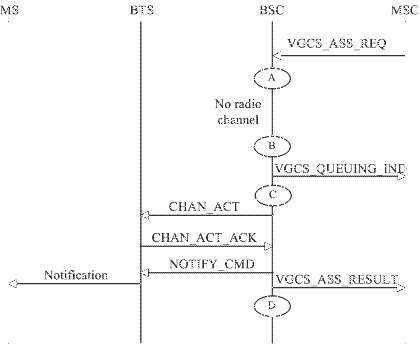 MS BTS BSC MSC
VGCS_ASS_REQ
A
No radio
channel
B
VGCS_QUEUING_IND
C
CHAN_ACT
CHAN_ACT_ACK
NOTIFY_CMD
Notification
VGCS_ASS_RESULT
D